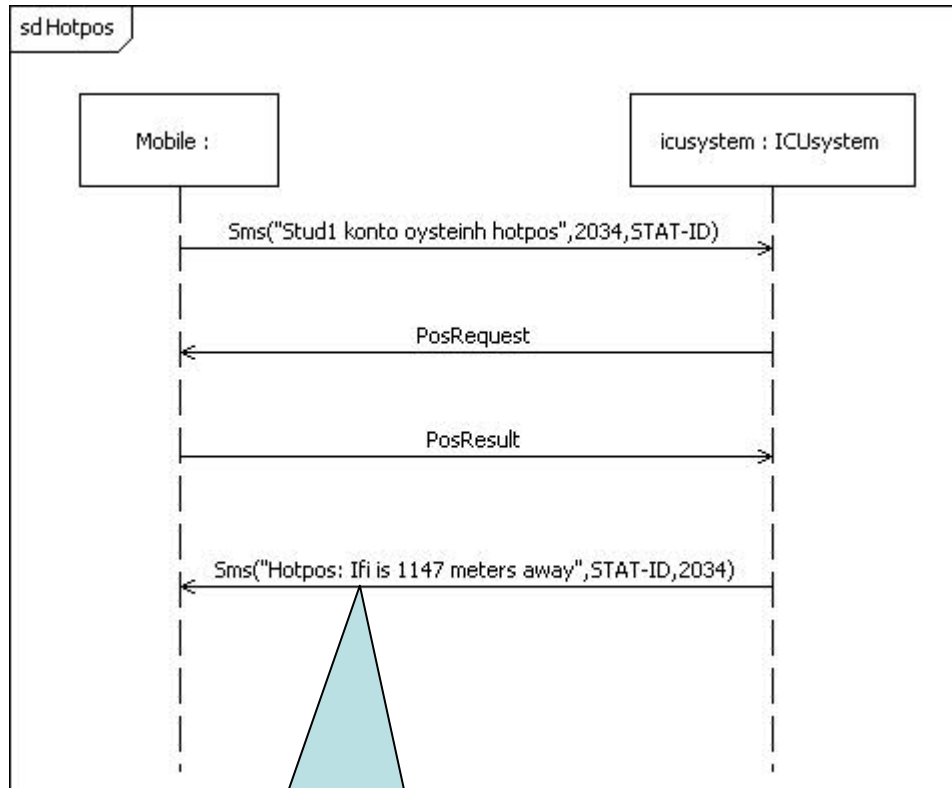 sd Hotpos
Mobile :
icusystem : ICUsystem
Sms("Stud1 konto oysteinh hotpos",2034,STAT-ID)
PosRequest
PosResult
Sms("Hotpos: Ifi is 1147 meters away",STAT-ID,2034)